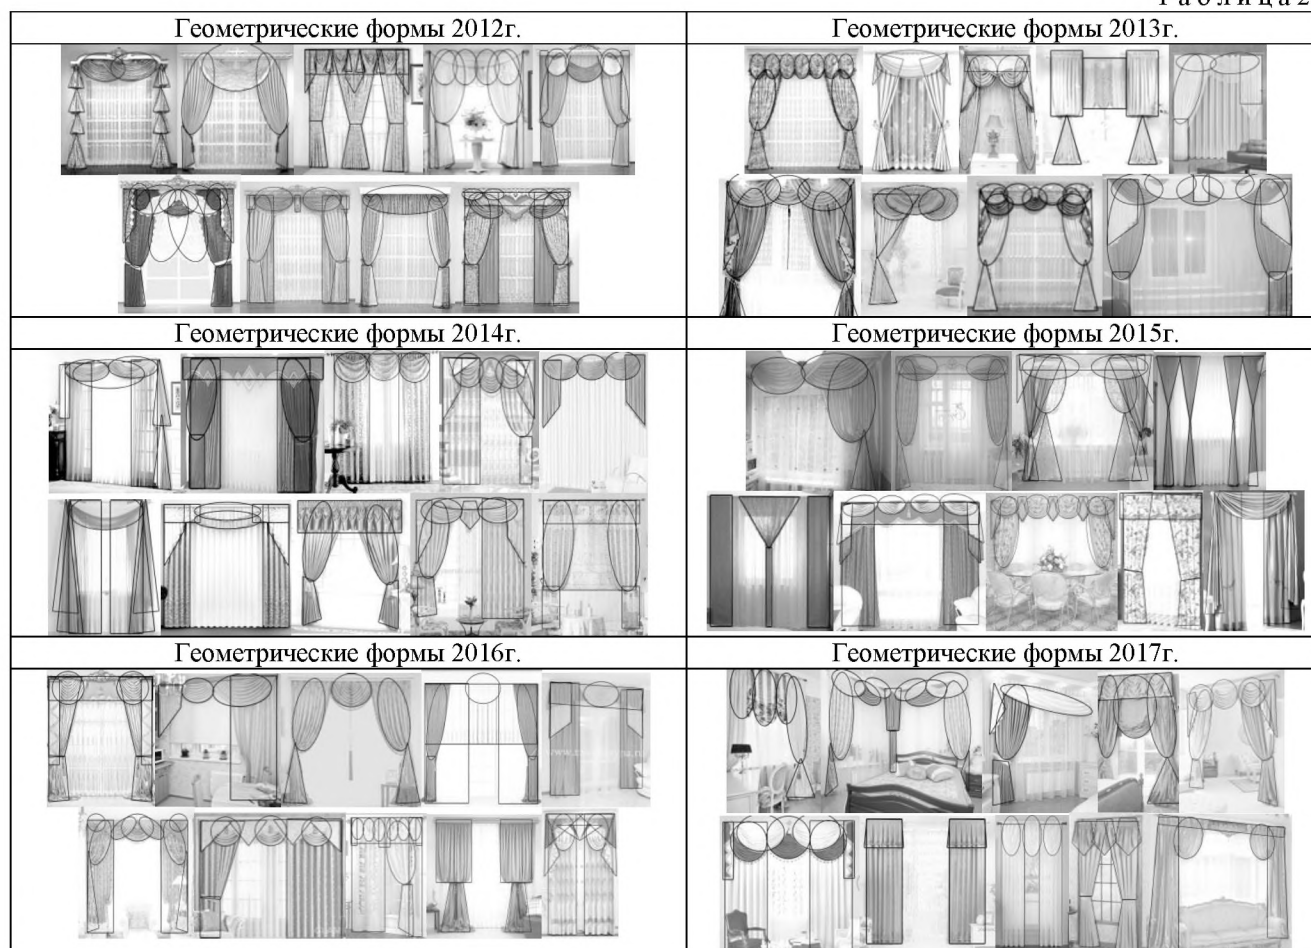 Т а б л и ц а 2
Геометрические формы 2012г.
Геометрические формы 2013г.
Геометрические формы 2014г.
Геометрические формы 2015г.
Геометрические формы 2016г.
Геометрические формы 2017г.